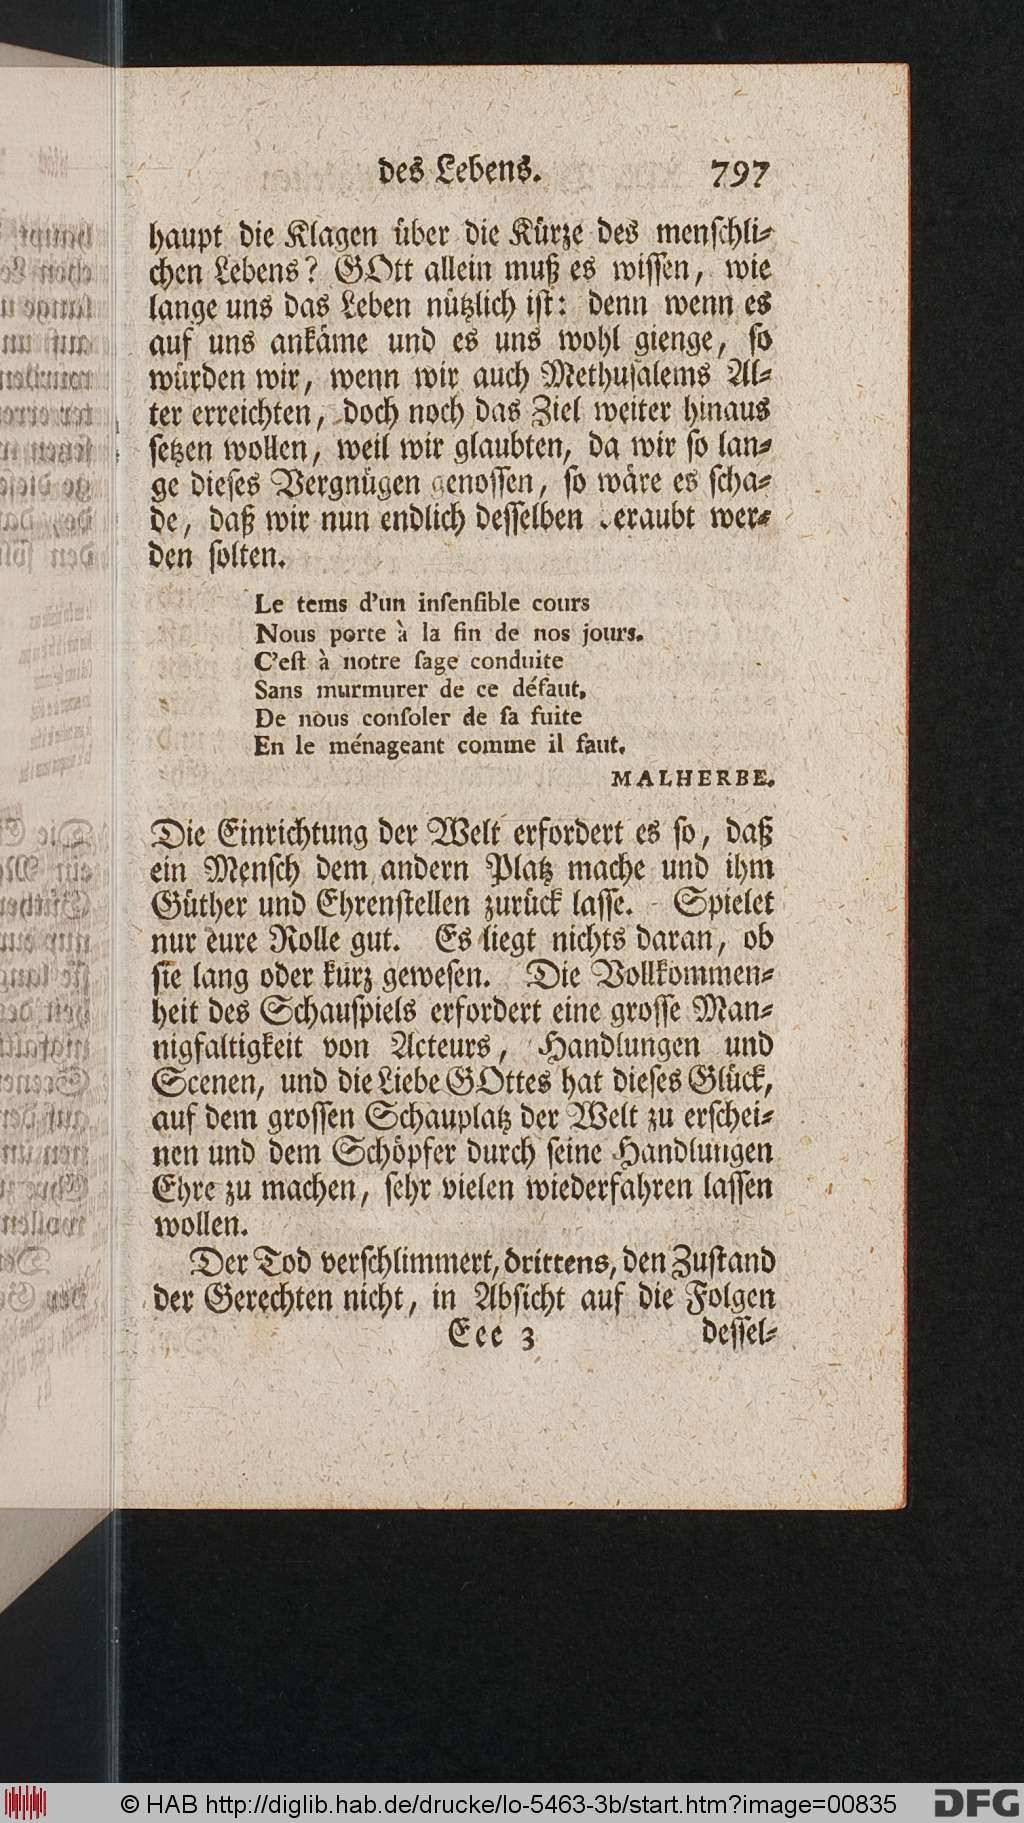 des Lebens. 797
haupt die Klagen über die Kürze des menschli-
chen Lebens? GOtt allein muß es wissen, wie
lange uns das Leben nützlich ist: denn wenn es
auf uns ankäme und es uns wohl gienge, so
würden wir, wenn wir auch Methusalems Al-
ter erreichten, doch noch das Ziel weiter hinaus
setzen wollen, weil wir glaubten, da wir so lan-
ge dieses Vergnügen genossen, so wäre es scha-
de, daß wir nun endlich desselben beraubt wer-
den solten.
Le tems d'un insensible cours
Nous porte à la fin de nos jours.
C'est à notre sage conduite
Sans murmurer de ce défaut,
De nous consoler de sa fuite
En le ménageant comme il faut.
MALHERBE.
Die Einrichtung der Welt erfordert es so, daß
ein Mensch dem andern Platz mache und ihm
Güther und Ehrenstellen zurück lasse. Spielet
nur eure Rolle gut. Es liegt nichts daran, ob
sie lang oder kurz gewesen. Die Vollkommen-
heit des Schauspiels erfordert eine grosse Man-
nigfaltigkeit von Acteurs, Handlungen und
Scenen, und die Liebe GOttes hat dieses Glück,
auf dem grossen Schauplatz der Welt zu erschei-
nen und dem Schöpfer durch seine Handlungen
Ehre zu machen, sehr vielen wiederfahren lassen
wollen.
Der Tod verschlimmert, drittens, den Zustand
der Gerechten nicht, in Absicht auf die Folgen
Eee 3 dessel-
© HAB http://diglib.hab.de/drucke/lo-5463-3b/start.htm?image=00835
DFG